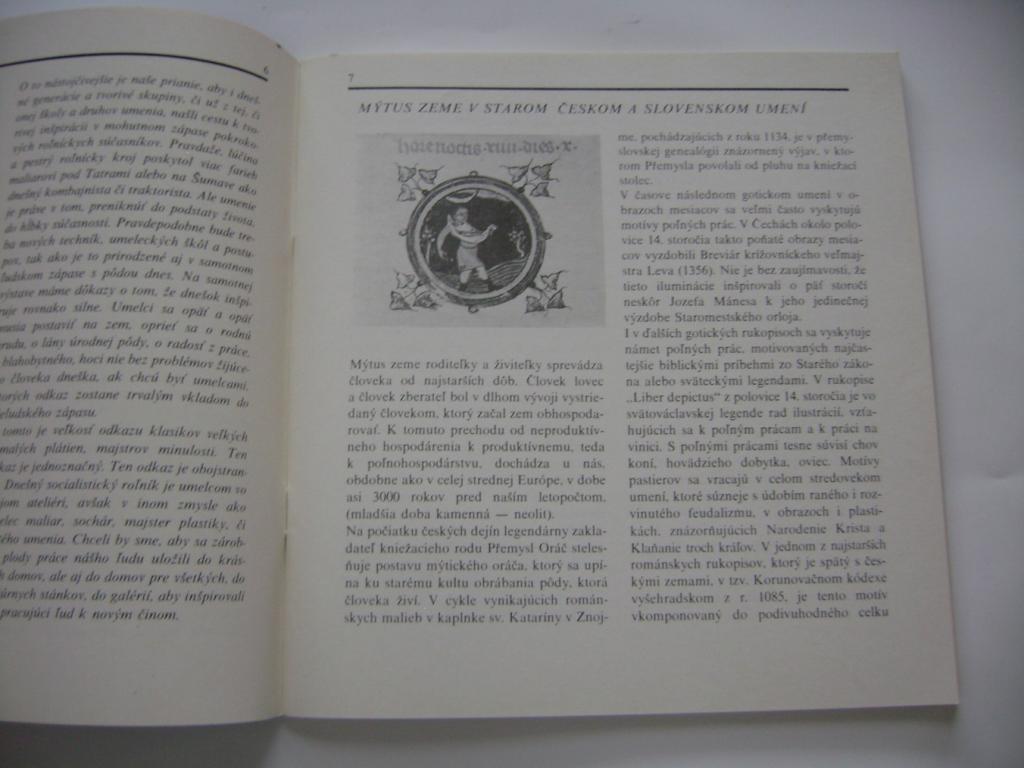 6
O to nástojčivejšie je naše prianie, aby i dneš-
né generácie a tvorivé skupiny, či už z tej, či
onej školy a druhov umenia, našli cestu k tvo-
rivej inšpirácii v mohutnom zápase pokroko-
vých roľníckych súčasníkov. Pravdaže, lúčina
a pestrý roľnícky kroj poskytol viac farieb
maliarovi pod Tatrami alebo na Šumave ako
dnešný kombajnista či traktorista. Ale umenie
je práve v tom, preniknúť do podstaty života,
do hĺbky súčasnosti. Pravdepodobne bude tre-
ba nových techník, umeleckých škôl a postu-
pov, tak ako je to prirodzené aj v samotnom
ľudskom zápase s pôdou dnes. Na samotnej
výstave máme dôkazy o tom, že dnešok inšpi-
ruje rovnako silne. Umelci sa opäť a opäť
musia postaviť na zem, oprieť sa o rodnú
hrudu, o lány úrodnej pôdy, o radosť z práce,
blahobytného, hoci nie bez problémov žijúce-
ho človeka dneška, ak chcú byť umelcami,
ktorých odkaz zostane trvalým vkladom do
ľudského zápasu.
tomto je veľkosť odkazu klasikov veľkých
malých plátien, majstrov minulosti. Ten
kaz je jednoznačný. Ten odkaz je obojstran-
Dnešný socialistický roľník je umelcom vo
jom ateliéri, avšak v inom zmysle ako
elec maliar, sochár, majster plastiky, či
tého umenia. Chceli by sme, aby sa zárob-
plody práce nášho ľudu uložili do krás-
h domov, ale aj do domov pre všetkých, do
úrnych stánkov, do galérií, aby inšpirovali
pracujúci ľud k novým činom.
7
MÝTUS ZEME V STAROM ČESKOM A SLOVENSKOM UMENÍ
dies x
Mýtus zeme roditeľky a živiteľky sprevádza
človeka od najstarších dôb. Človek lovec
a človek zberateľ bol v dlhom vývoji vystrie-
daný človekom, ktorý začal zem obhospoda-
rovať. K tomuto prechodu od neproduktív-
neho hospodárenia k produktívnemu, teda
k poľnohospodárstvu, dochádza u nás,
obdobne ako v celej strednej Európe, v dobe
asi 3000 rokov pred naším letopočtom,
(mladšia doba kamenná — neolit).
Na počiatku českých dejín legendárny zakla-
dateľ kniežacieho rodu Přemysl Oráč steles-
ňuje postavu mýtického oráča, ktorý sa upí-
na ku starému kultu obrábania pôdy, ktorá
človeka živí. V cykle vynikajúcich román-
skych malieb v kaplnke sv. Kataríny v Znoj-
me, pochádzajúcich z roku 1134, je v přemy-
slovskej genealógii znázornený výjav, v kto-
rom Přemysla povolali od pluhu na kniežací
stolec.
V časove následnom gotickom umení v o-
brazoch mesiacov sa veľmi často vyskytujú
motívy poľných prác. V Čechách okolo polo-
vice 14. storočia takto poňaté obrazy mesia-
cov vyzdobili Breviár križovníckeho veľmaj-
stra Leva (1356). Nie je bez zaujímavosti, že
tieto iluminácie inšpirovali o päť storočí
neskôr Jozefa Mánesa k jeho jedinečnej
výzdobe Staromestského orloja.
I v ďalších gotických rukopisoch sa vyskytuje
námet poľných prác, motivovaných najčas-
tejšie biblickými príbehmi zo Starého záko-
na alebo sväteckými legendami. V rukopise
„Liber depictus" z polovice 14. storočia je vo
svätováclavskej legende rad ilustrácií, vzťa-
hujúcich sa k poľným prácam a k práci na
vinici. S poľnými prácami tesne súvisí chov
koní, hovädzieho dobytka, oviec. Motívy
pastierov sa vracajú v celom stredovekom
umení, ktoré súzneje s údobím raného i roz-
vinutého feudalizmu, v obrazoch i plasti-
kách, znázorňujúcich Narodenie Krista a
Klaňanie troch kráľov. V jednom z najstarších
románskych rukopisov, ktorý je spätý s čes-
kými zemami, v tzv. Korunovačnom kódexe
vyšehradskom z r. 1085, je tento motív
vkomponovaný do podivuhodného celku